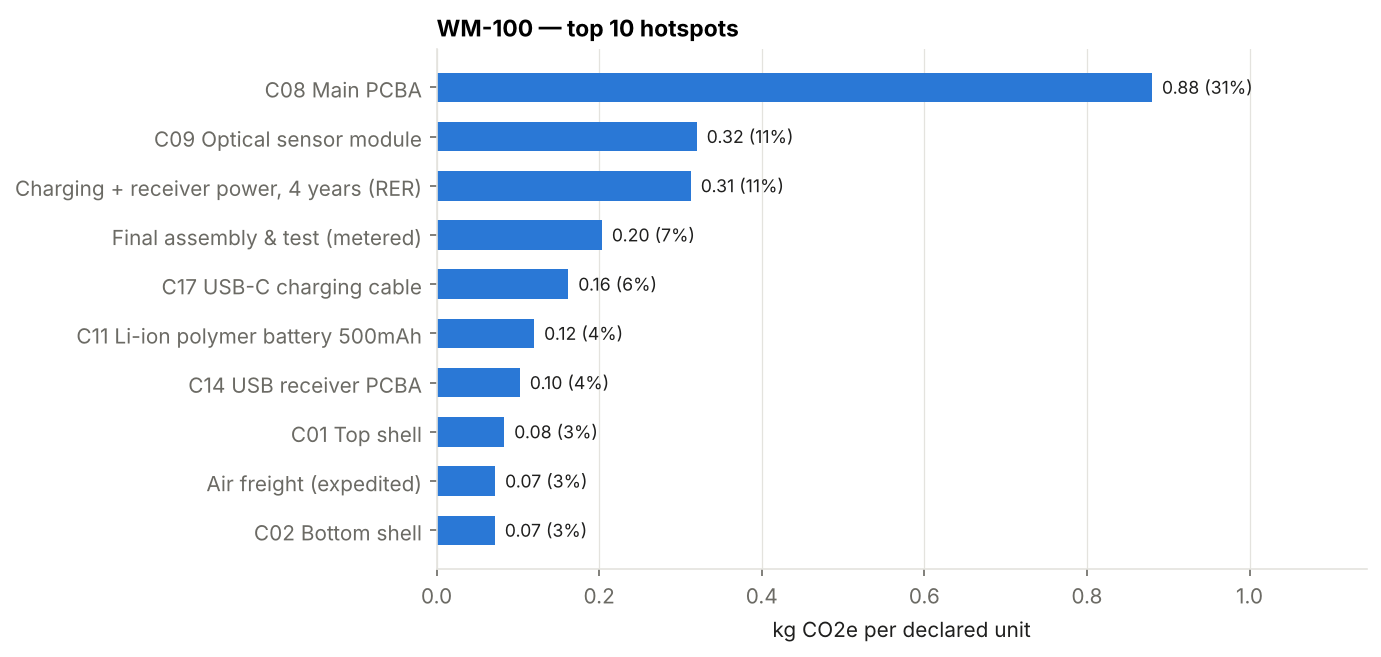 WM-100 — top 10 hotspots
C08 Main PCBA 0.88 (31%)
C09 Optical sensor module 0.32 (11%)
Charging + receiver power, 4 years (RER) 0.31 (11%)
Final assembly & test (metered) 0.20 (7%)
C17 USB-C charging cable 0.16 (6%)
C11 Li-ion polymer battery 500mAh 0.12 (4%)
C14 USB receiver PCBA 0.10 (4%)
C01 Top shell 0.08 (3%)
Air freight (expedited) 0.07 (3%)
C02 Bottom shell 0.07 (3%)
0.0 0.2 0.4 0.6 0.8 1.0
kg CO2e per declared unit